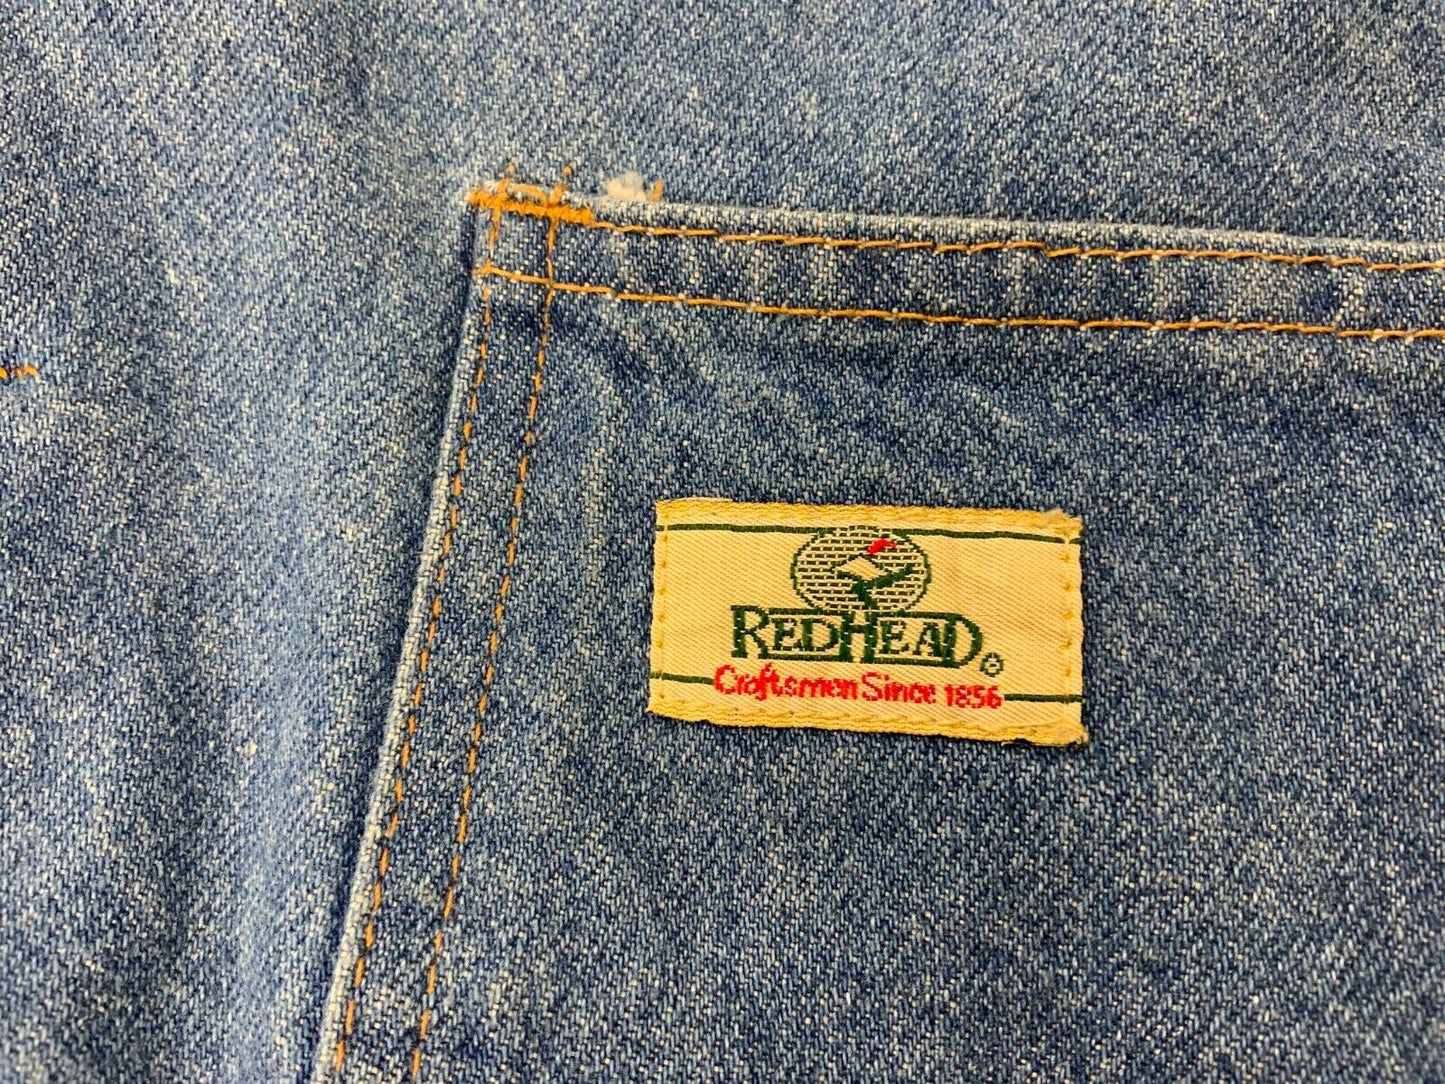 REDHEAD®
Craftsmen Since 1856